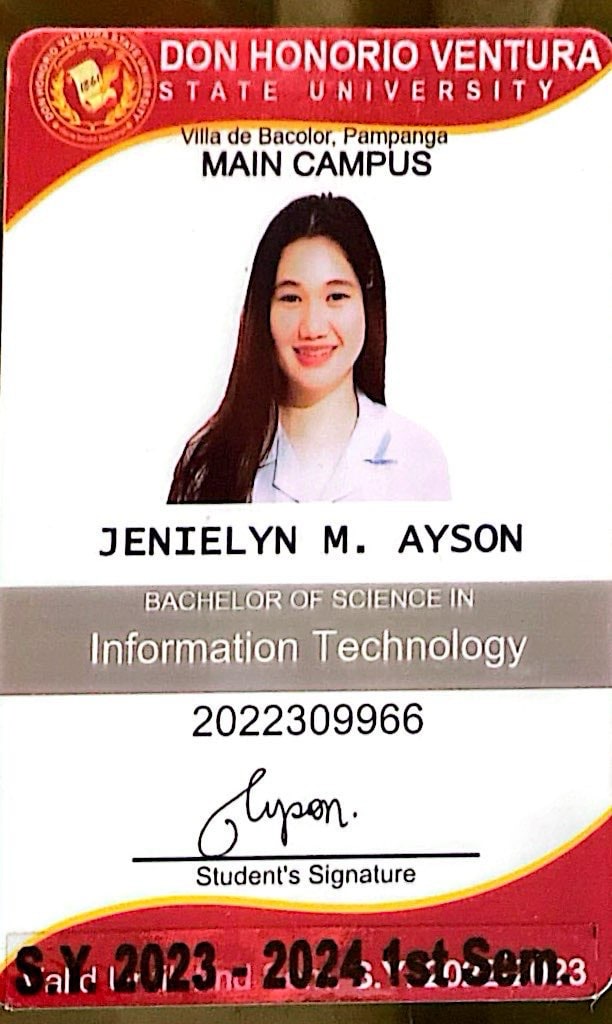 DON HONORIO VENTURA
STATE UNIVERSITY
1861
Villa de Bacolor, Pampanga
MAIN CAMPUS
JENIELYN M. AYSON
BACHELOR OF SCIENCE IN
Information Technology
2022309966
Ayson.
Student's Signature
S.Y. 2023 - 2024 1st Sem.